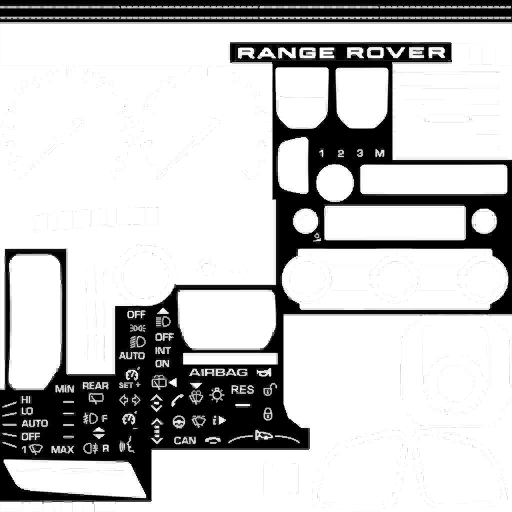 RANGE ROVER
1 2 3 M
OFF
OFF
INT
AUTO
ON
AIRBAG
SET +
MIN REAR
RES
HI
LO
F
AUTO
OFF
i
1 MAX R
CAN